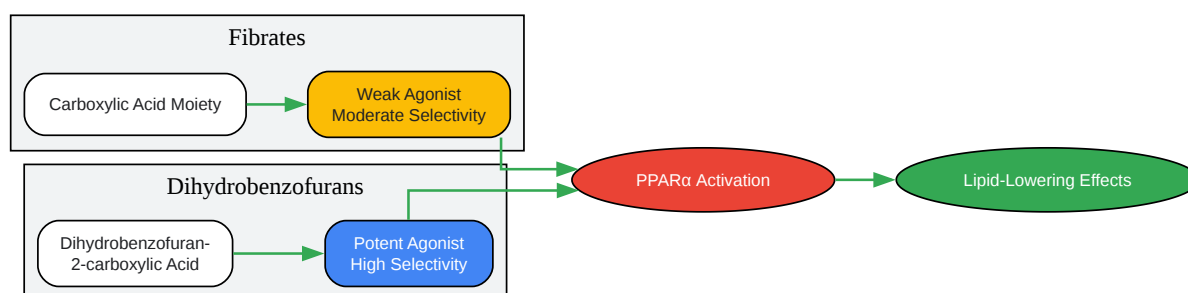 Fibrates
Carboxylic Acid Moiety
Weak Agonist
Moderate Selectivity
Dihydrobenzofurans
Dihydrobenzofuran-
2-carboxylic Acid
Potent Agonist
High Selectivity
PPARα Activation
Lipid-Lowering Effects